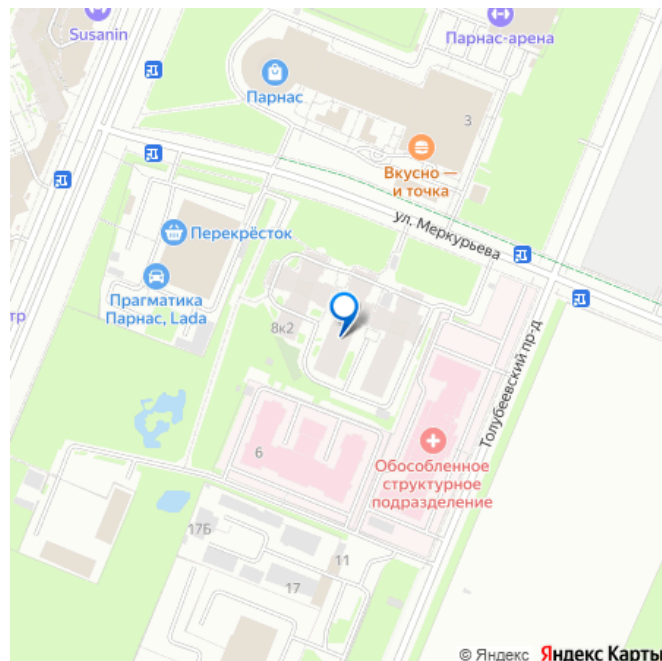 Susanin
Парнас-арена
Парнас
3
Вкусно —
и точка
ул. Меркурьева
Перекрёсток
Прагматика
Парнас, Lada
тр
8к2
Толубеевский пр-д
6
Обособленное
структурное
подразделение
17Б
11
17
© Яндекс Яндекс Карты